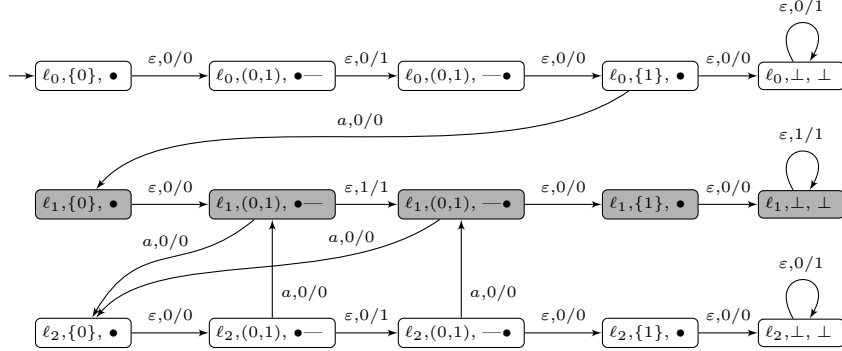 ε,0/1
ε,0/0 ε,0/1 ε,0/0 ε,0/0
ℓ₀,{0}, ● ℓ₀,(0,1), ●— ℓ₀,(0,1), —● ℓ₀,{1}, ● ℓ₀,⊥, ⊥
a,0/0
ε,1/1
ε,0/0 ε,1/1 ε,0/0 ε,0/0
ℓ₁,{0}, ● ℓ₁,(0,1), ●— ℓ₁,(0,1), —● ℓ₁,{1}, ● ℓ₁,⊥, ⊥
a,0/0 a,0/0
ε,0/1
a,0/0 a,0/0
ε,0/0 ε,0/1 ε,0/0 ε,0/0
ℓ₂,{0}, ● ℓ₂,(0,1), ●— ℓ₂,(0,1), —● ℓ₂,{1}, ● ℓ₂,⊥, ⊥